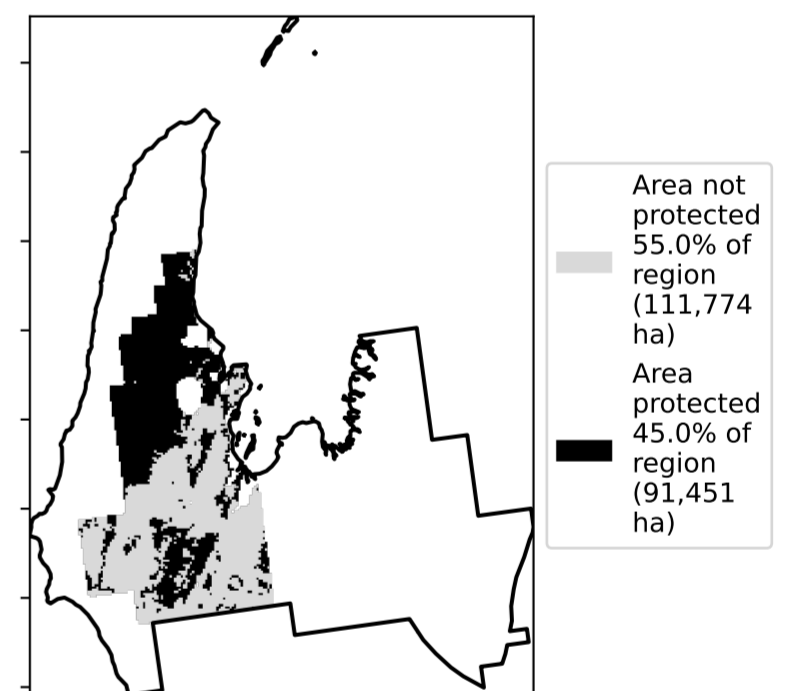 Area not
protected
55.0% of
region
(111,774
ha)
Area
protected
45.0% of
region
(91,451
ha)